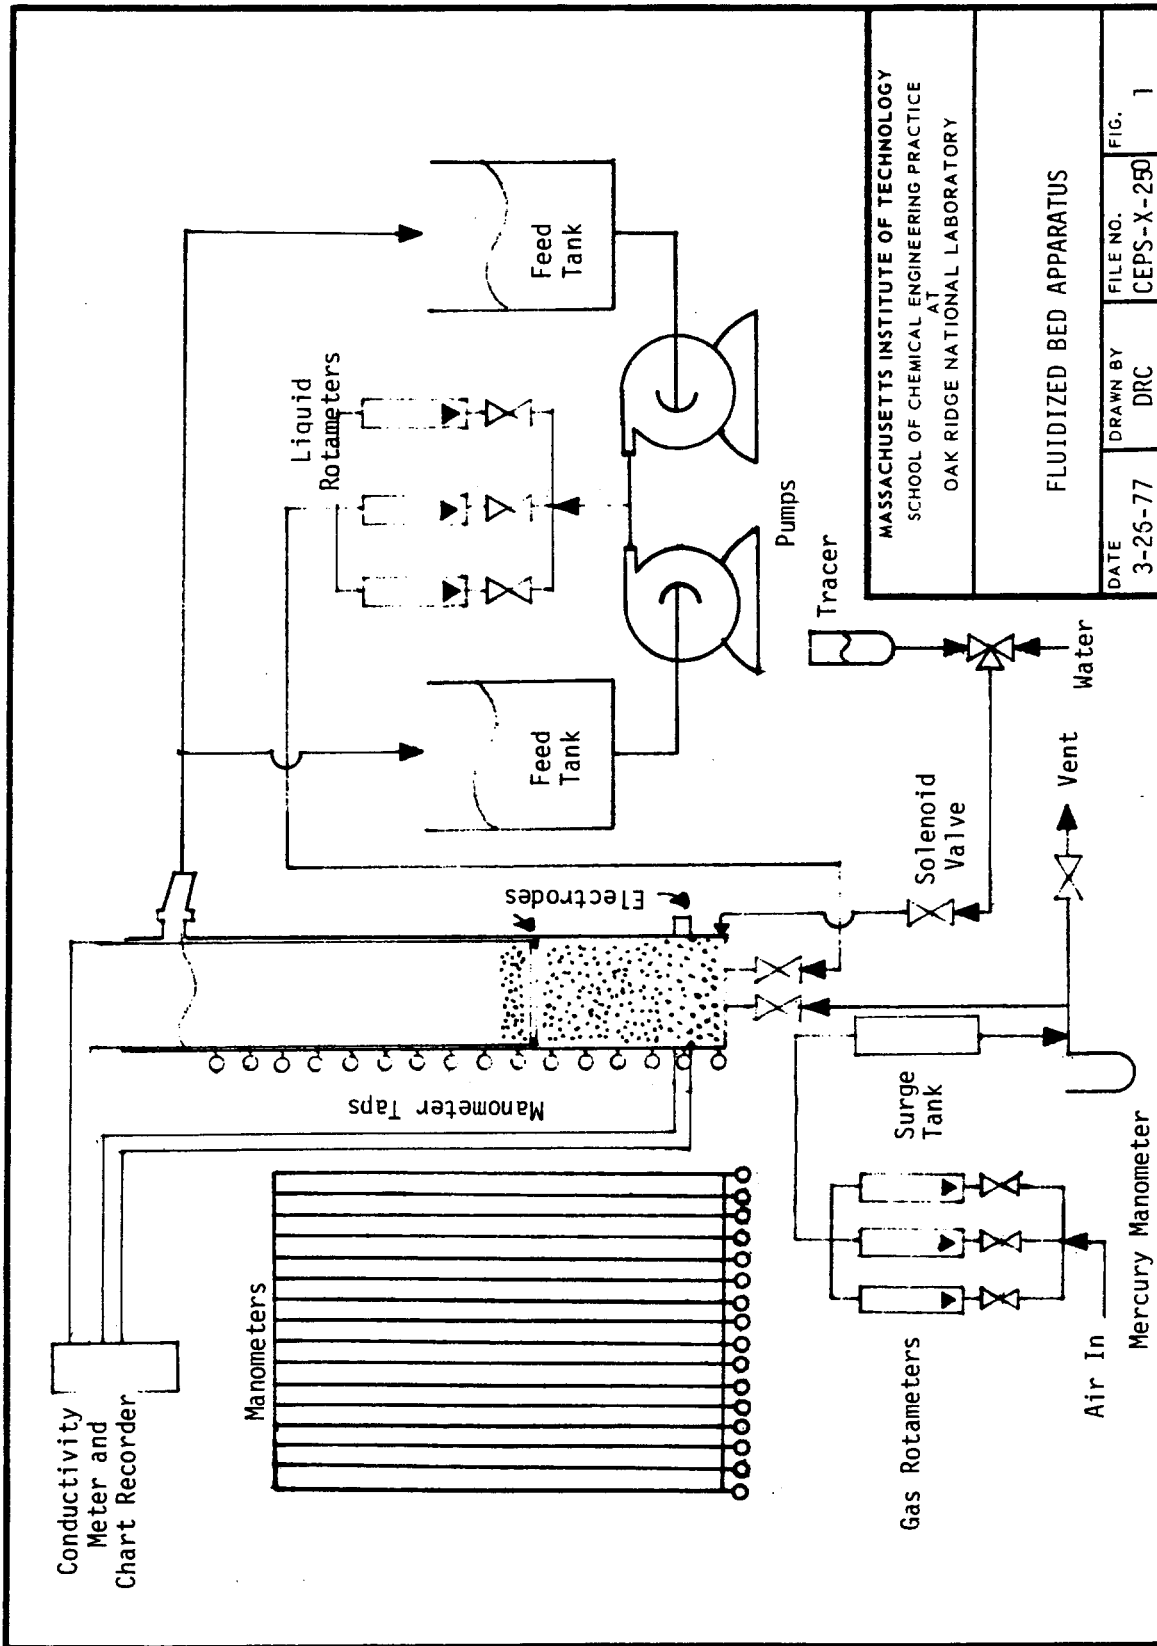 Conductivity
Meter and
Chart Recorder
Manometers
Manometer Taps
Electrodes
Liquid
Rotameters
Feed
Tank
Feed
Tank
Pumps
Gas Rotameters
Air In
Mercury Manometer
Surge
Tank
Solenoid
Valve
Vent
Tracer
Water
MASSACHUSETTS INSTITUTE OF TECHNOLOGY
SCHOOL OF CHEMICAL ENGINEERING PRACTICE
AT
OAK RIDGE NATIONAL LABORATORY
FLUIDIZED BED APPARATUS
DATE
3-26-77
DRAWN BY
DRC
FILE NO.
CEPS-X-250
FIG.
1